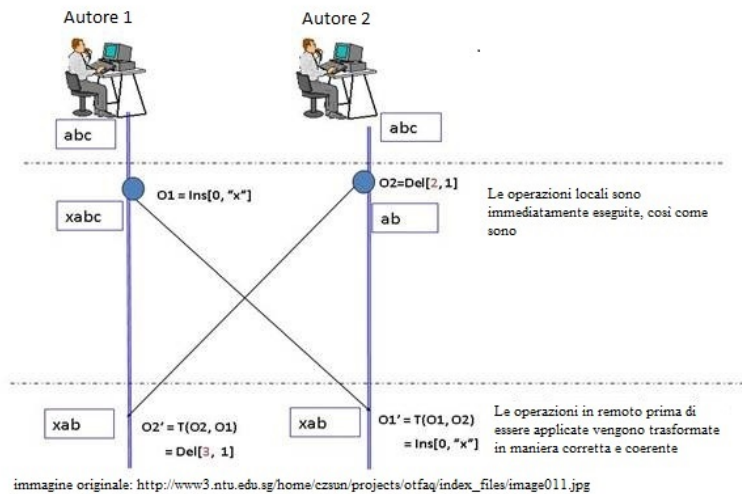 Autore 1
Autore 2
abc
abc
O1 = Ins[0, "x"]
O2=Del[2, 1]
Le operazioni locali sono
immediatamente eseguite, così come
sono
xabc
ab
xab
O2' = T(O2, O1)
= Del[3, 1]
xab
O1' = T(O1, O2)
= Ins[0, "x"]
Le operazioni in remoto prima di
essere applicate vengono trasformate
in maniera corretta e coerente
immagine originale: http://www3.ntu.edu.sg/home/czsun/projects/otfaq/index_files/image011.jpg